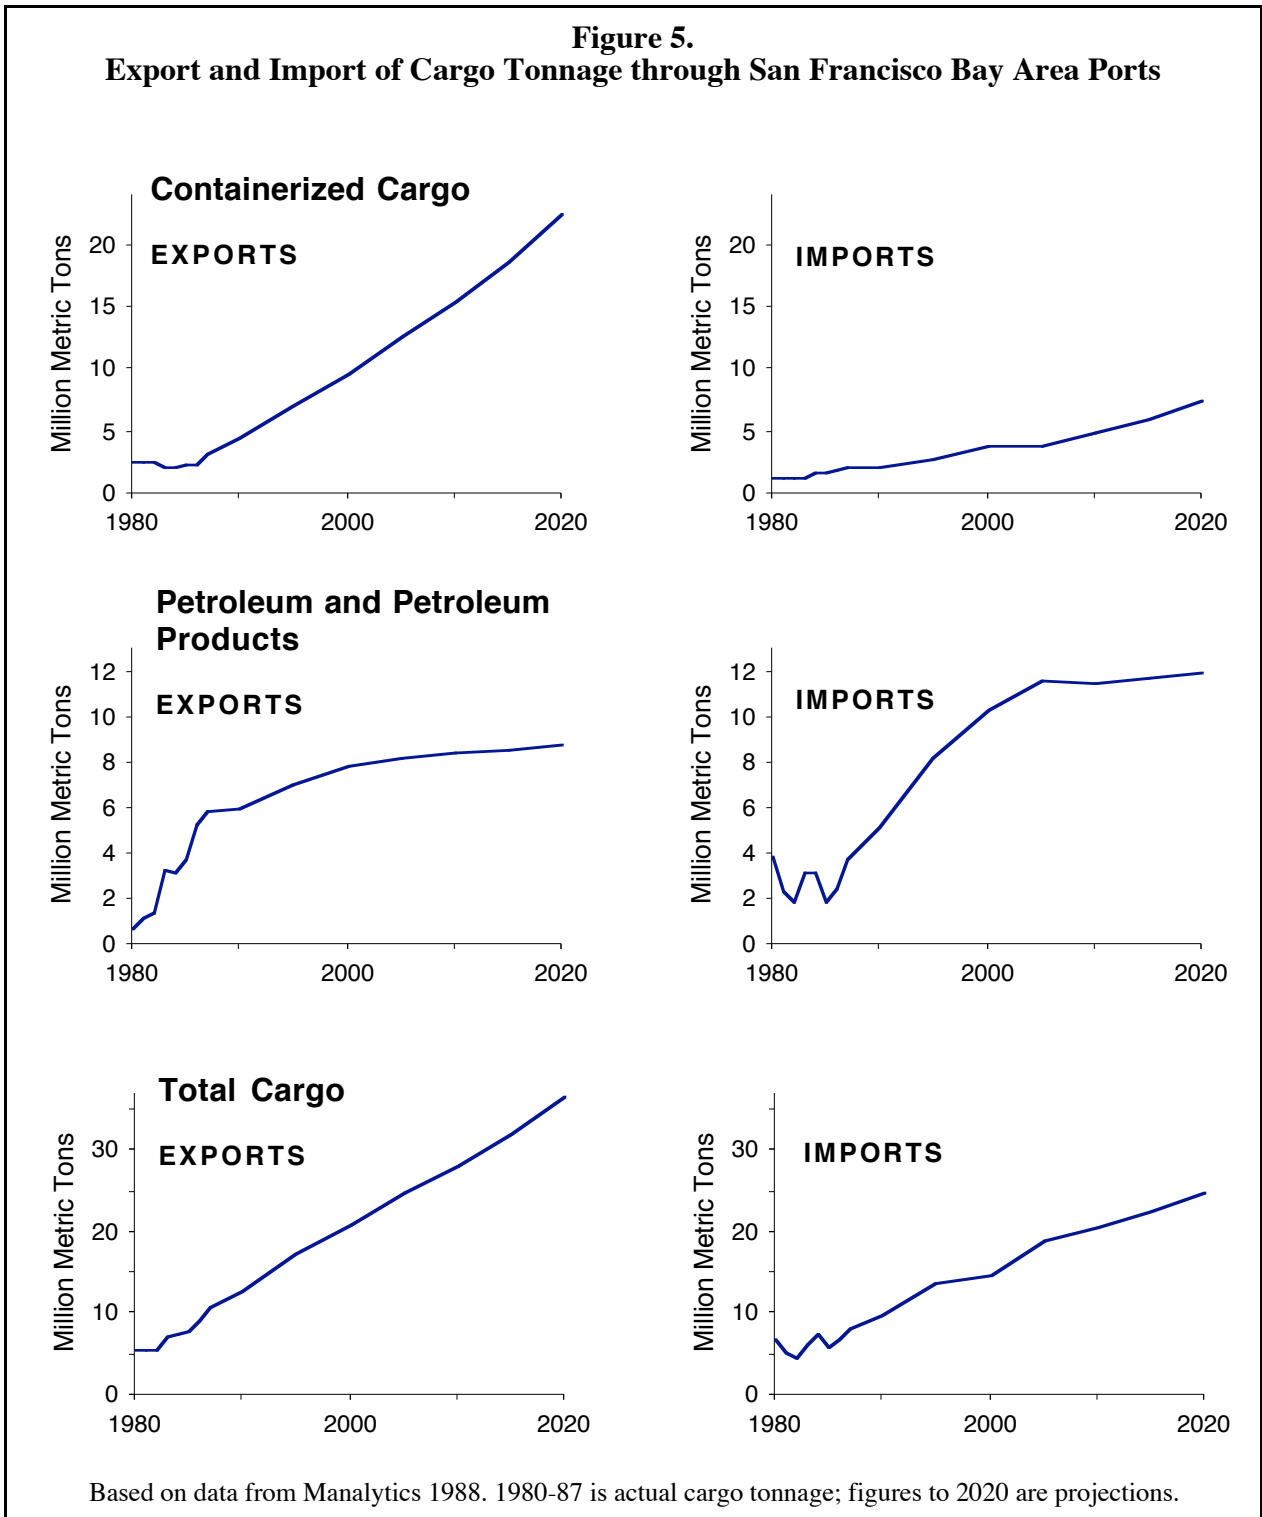 Figure 5.
Export and Import of Cargo Tonnage through San Francisco Bay Area Ports
Containerized Cargo
EXPORTS
Million Metric Tons
20
15
10
5
0
1980
2000
2020
IMPORTS
Million Metric Tons
20
15
10
5
0
1980
2000
2020
Petroleum and Petroleum
Products
EXPORTS
Million Metric Tons
12
10
8
6
4
2
0
1980
2000
2020
IMPORTS
Million Metric Tons
12
10
8
6
4
2
0
1980
2000
2020
Total Cargo
EXPORTS
Million Metric Tons
30
20
10
0
1980
2000
2020
IMPORTS
Million Metric Tons
30
20
10
0
1980
2000
2020
Based on data from Manalytics 1988. 1980-87 is actual cargo tonnage; figures to 2020 are projections.